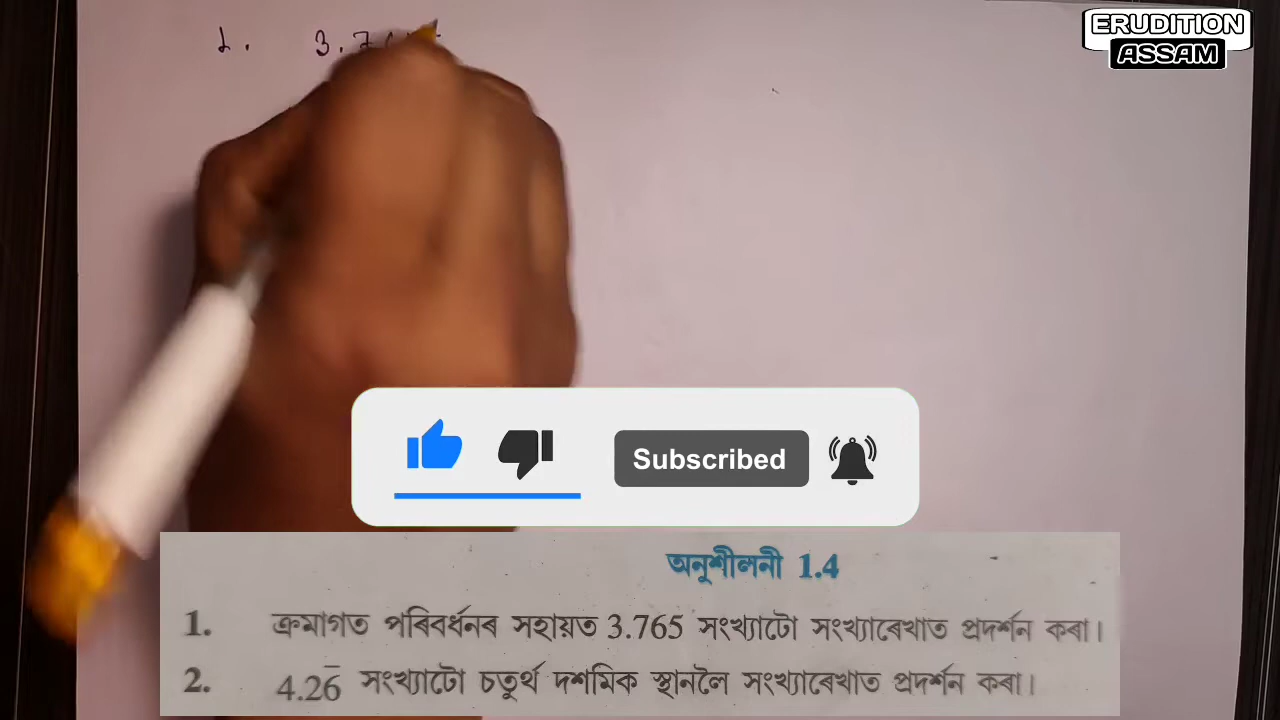 ERUDITION
ASSAM
1. 3.7
Subscribed
অনুশীলনী 1.4
1. ক্ৰমাগত পৰিবৰ্ধনৰ সহায়ত 3.765 সংখ্যাটো সংখ্যাৰেখাত প্ৰদৰ্শন কৰা।
2. 4.26̅ সংখ্যাটো চতুৰ্থ দশমিক স্থানলৈ সংখ্যাৰেখাত প্ৰদৰ্শন কৰা।